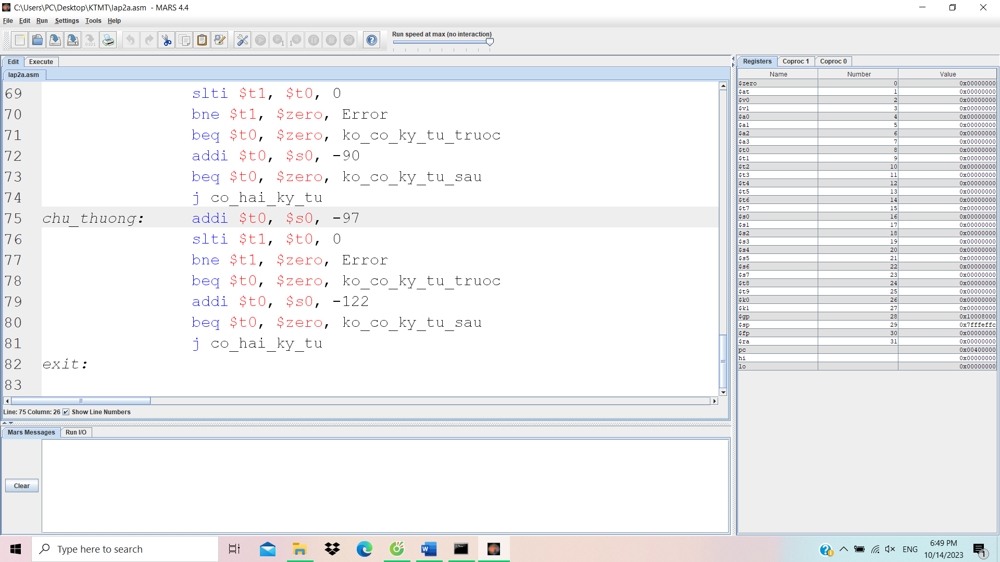 C:\Users\PC\Desktop\KTMT\lap2a.asm - MARS 4.4
File Edit Run Settings Tools Help
Run speed at max (no interaction)
Edit Execute
lap2a.asm
69 slti $t1, $t0, 0
70 bne $t1, $zero, Error
71 beq $t0, $zero, ko_co_ky_tu_truoc
72 addi $t0, $s0, -90
73 beq $t0, $zero, ko_co_ky_tu_sau
74 j co_hai_ky_tu
75 chu_thuong: addi $t0, $s0, -97
76 slti $t1, $t0, 0
77 bne $t1, $zero, Error
78 beq $t0, $zero, ko_co_ky_tu_truoc
79 addi $t0, $s0, -122
80 beq $t0, $zero, ko_co_ky_tu_sau
81 j co_hai_ky_tu
82 exit:
83
Line: 75 Column: 26 Show Line Numbers
Mars Messages Run I/O
Clear
Registers Coproc 1 Coproc 0
Name Number Value
$zero 0 0x00000000
$at 1 0x00000000
$v0 2 0x00000000
$v1 3 0x00000000
$a0 4 0x00000000
$a1 5 0x00000000
$a2 6 0x00000000
$a3 7 0x00000000
$t0 8 0x00000000
$t1 9 0x00000000
$t2 10 0x00000000
$t3 11 0x00000000
$t4 12 0x00000000
$t5 13 0x00000000
$t6 14 0x00000000
$t7 15 0x00000000
$s0 16 0x00000000
$s1 17 0x00000000
$s2 18 0x00000000
$s3 19 0x00000000
$s4 20 0x00000000
$s5 21 0x00000000
$s6 22 0x00000000
$s7 23 0x00000000
$t8 24 0x00000000
$t9 25 0x00000000
$k0 26 0x00000000
$k1 27 0x00000000
$gp 28 0x10008000
$sp 29 0x7fffeffc
$fp 30 0x00000000
$ra 31 0x00000000
pc 0x00400000
hi 0x00000000
lo 0x00000000
Type here to search
ENG
6:49 PM
10/14/2023
1